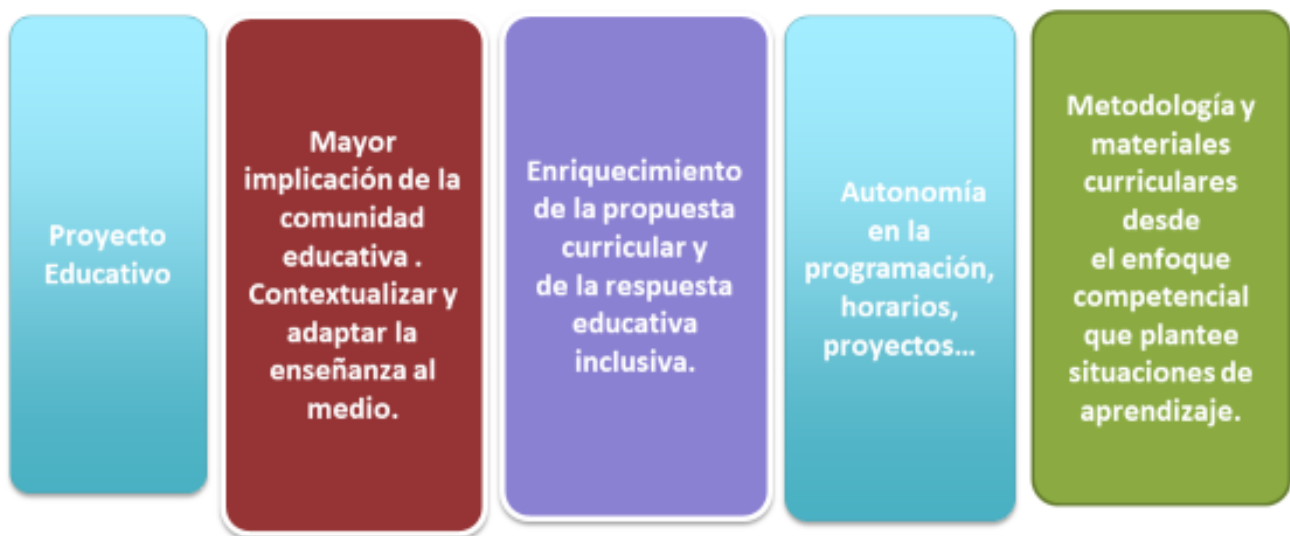 Proyecto
Educativo
Mayor
implicación de la
comunidad
educativa .
Contextualizar y
adaptar la
enseñanza al
medio.
Enriquecimiento
de la propuesta
curricular y
de la respuesta
educativa
inclusiva.
Autonomía
en la
programación,
horarios,
proyectos...
Metodología y
materiales
curriculares
desde
el enfoque
competencial
que plantee
situaciones de
aprendizaje.